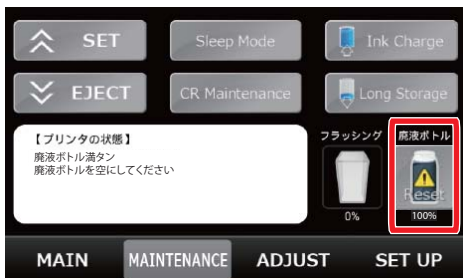 SET
Sleep Mode
Ink Charge
EJECT
CR Maintenance
Long Storage
【プリンタの状態】
廃液ボトル満タン
廃液ボトルを空にしてください
フラッシング
0%
廃液ボトル
Reset
100%
MAIN
MAINTENANCE
ADJUST
SET UP